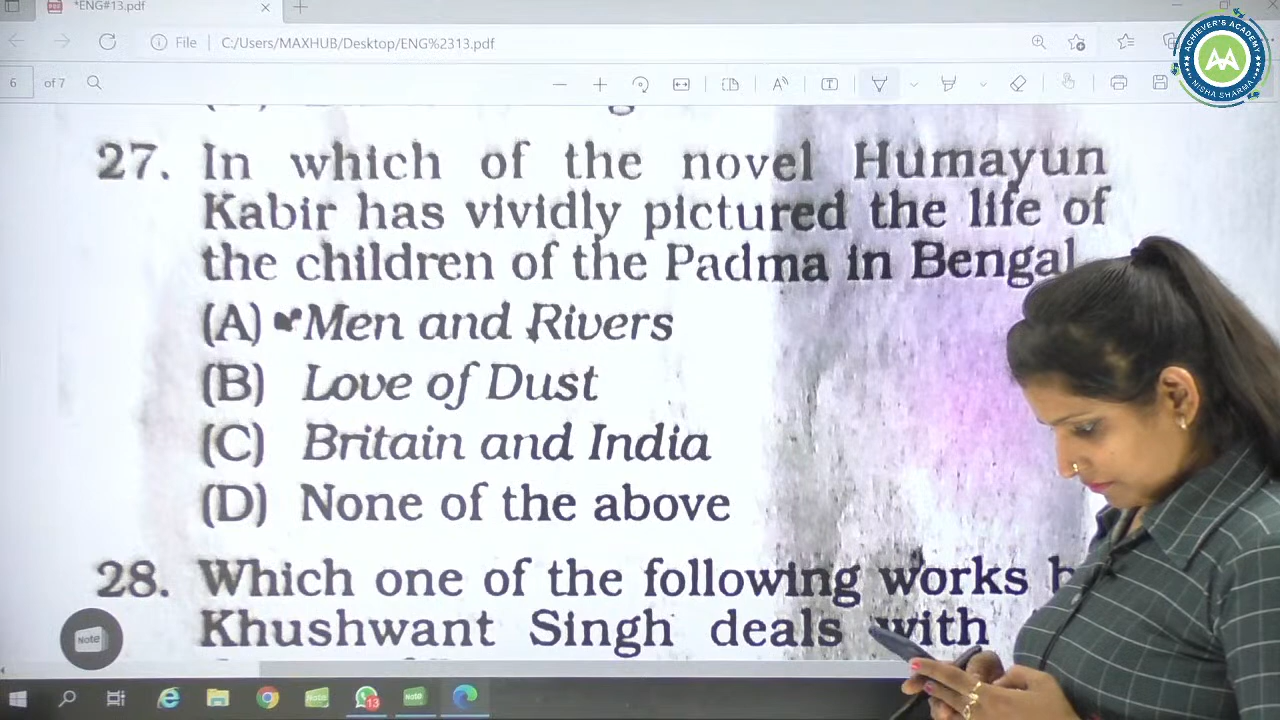 *ENG#13.pdf
File C:/Users/MAXHUB/Desktop/ENG%2313.pdf
6 of 7
ACHIEVER'S ACADEMY
AA
NISHA SHARMA
27. In which of the novel Humayun
Kabir has vividly pictured the life of
the children of the Padma in Bengal
(A) Men and Rivers
(B) Love of Dust
(C) Britain and India
(D) None of the above
28. Which one of the following works
Khushwant Singh deals with
Note
Note
Note
13